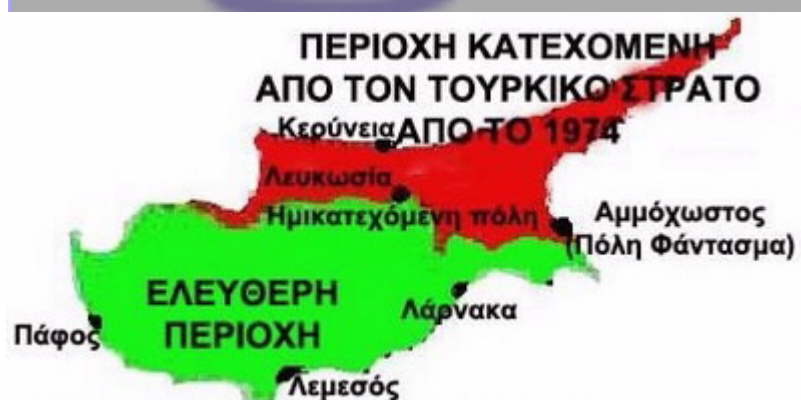 ΠΕΡΙΟΧΗ ΚΑΤΕΧΟΜΕΝΗ
ΑΠΟ ΤΟΝ ΤΟΥΡΚΙΚΟ ΣΤΡΑΤΟ
ΑΠΟ ΤΟ 1974
Κερύνεια
Λευκωσία
Ημικατεχόμενη πόλη
Αμμόχωστος
(Πόλη Φάντασμα)
ΕΛΕΥΘΕΡΗ
ΠΕΡΙΟΧΗ
Λάρνακα
Πάφος
Λεμεσός